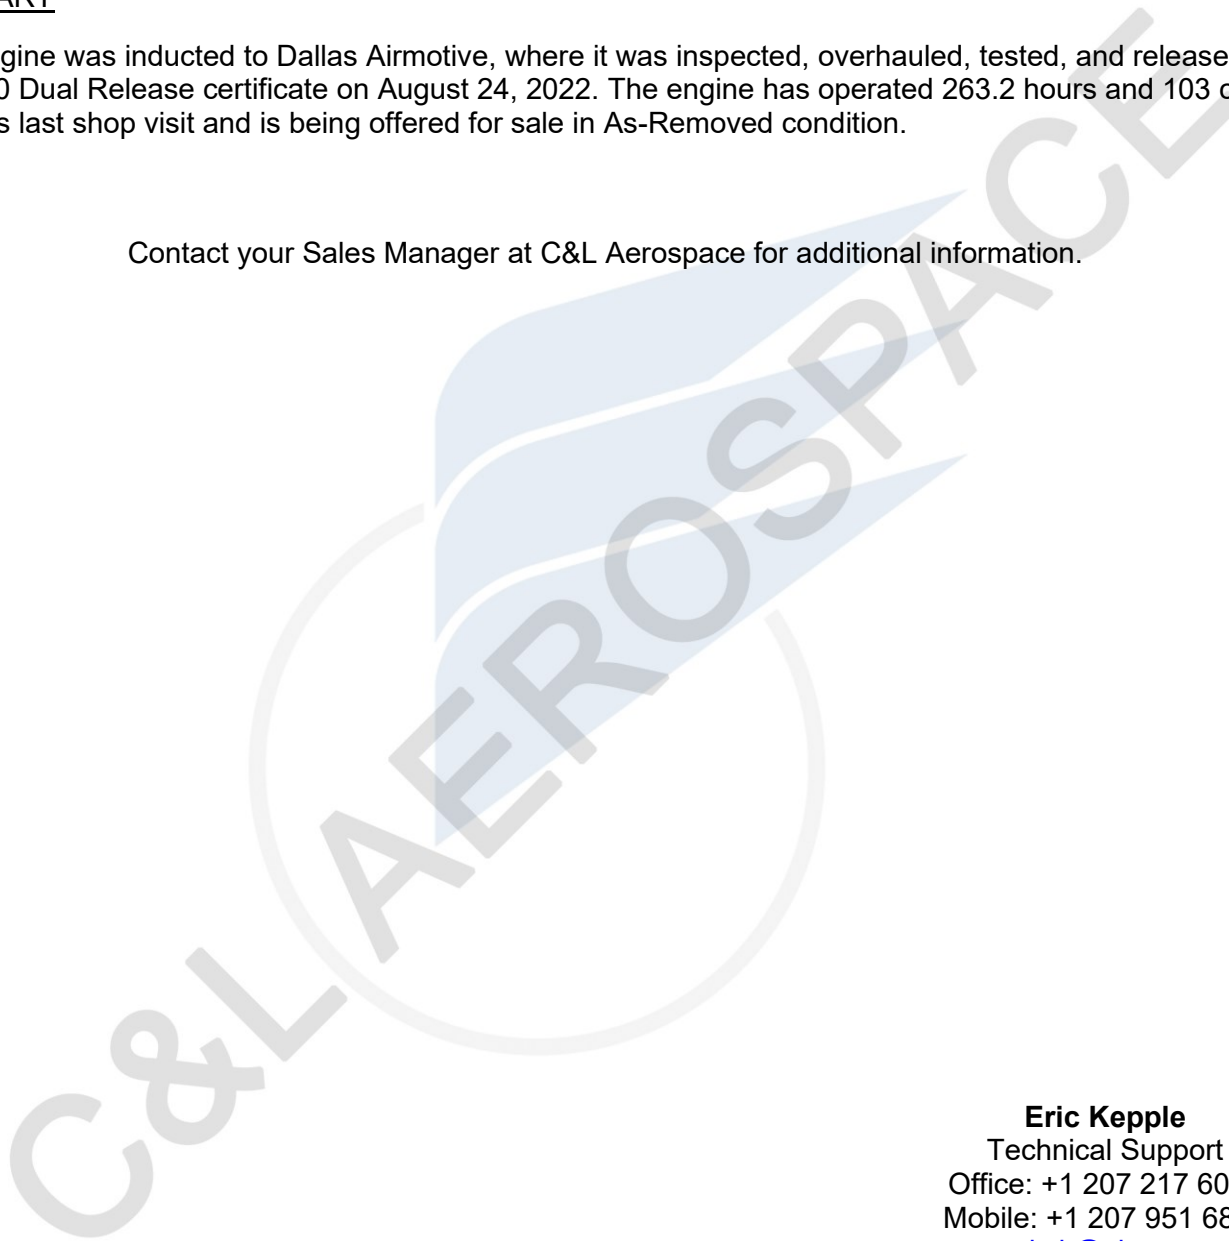 gine was inducted to Dallas Airmotive, where it was inspected, overhauled, tested, and release
0 Dual Release certificate on August 24, 2022. The engine has operated 263.2 hours and 103
s last shop visit and is being offered for sale in As-Removed condition.
Contact your Sales Manager at C&L Aerospace for additional information.
C&L AEROSPACE
Eric Kepple
Technical Support
Office: +1 207 217 60
Mobile: +1 207 951 68